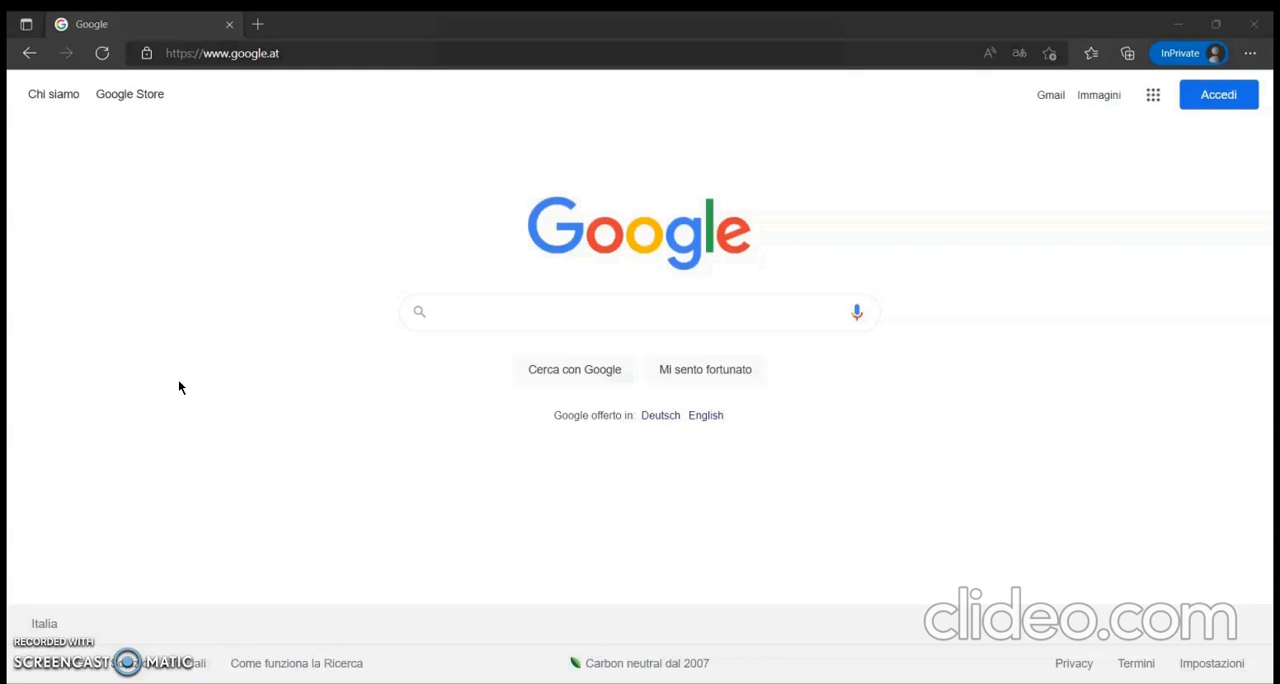 Google
https://www.google.at
InPrivate
Chi siamo
Google Store
Gmail
Immagini
Accedi
Google
Cerca con Google
Mi sento fortunato
Google offerto in: Deutsch English
Italia
RECORDED WITH
SCREENCAST MATIC
Come funziona la Ricerca
Carbon neutral dal 2007
Privacy
Termini
Impostazioni
clideo.com